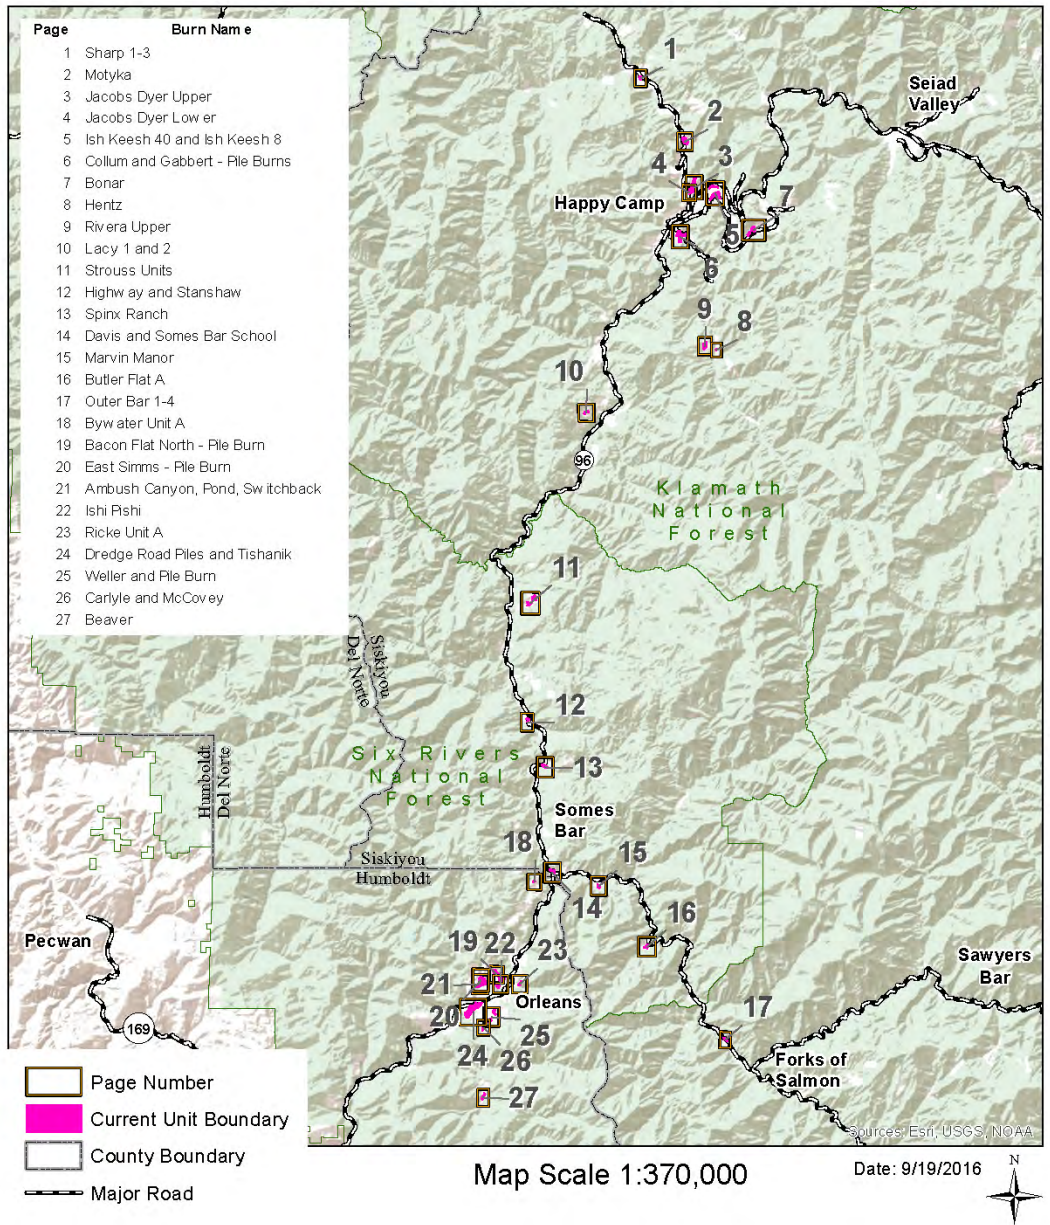 Page Burn Name
1 Sharp 1-3
2 Motyka
3 Jacobs Dyer Upper
4 Jacobs Dyer Lower
5 Ish Keesh 40 and Ish Keesh 8
6 Collum and Gabbert - Pile Burns
7 Bonar
8 Hentz
9 Rivera Upper
10 Lacy 1 and 2
11 Strouss Units
12 Highway and Stanshaw
13 Spinx Ranch
14 Davis and Somes Bar School
15 Marvin Manor
16 Butler Flat A
17 Outer Bar 1-4
18 Bywater Unit A
19 Bacon Flat North - Pile Burn
20 East Simms - Pile Burn
21 Ambush Canyon, Pond, Switchback
22 Ishi Pishi
23 Ricke Unit A
24 Dredge Road Piles and Tishanik
25 Weller and Pile Burn
26 Carlyle and McCovey
27 Beaver
1
Seiad
Valley
2
4
3
Happy Camp
7
5
6
9
8
10
96
Klamath
National
Forest
11
Siskiyou
Del Norte
12
Humboldt
Del Norte
Six Rivers
National
Forest
13
Somes
Bar
18
Siskiyou
Humboldt
15
14
16
Pecwan
19
22
23
21
Orleans
Sawyers
Bar
20
25
17
169
24
26
Forks of
Salmon
27
Sources: Esri, USGS, NOAA
Page Number
Current Unit Boundary
County Boundary
Major Road
Map Scale 1:370,000
Date: 9/19/2016
N